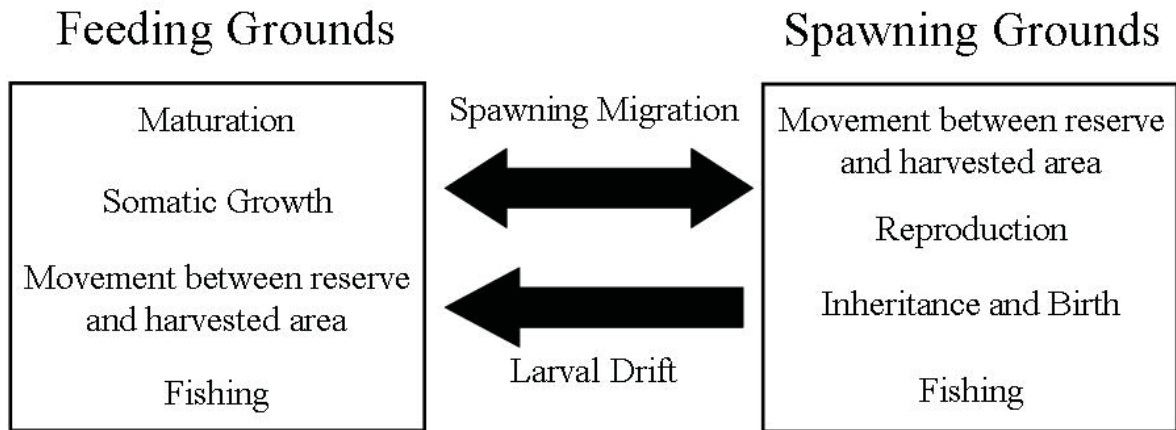 Feeding Grounds
Maturation
Somatic Growth
Movement between reserve
and harvested area
Fishing
Spawning Migration
Larval Drift
Spawning Grounds
Movement between reserve
and harvested area
Reproduction
Inheritance and Birth
Fishing